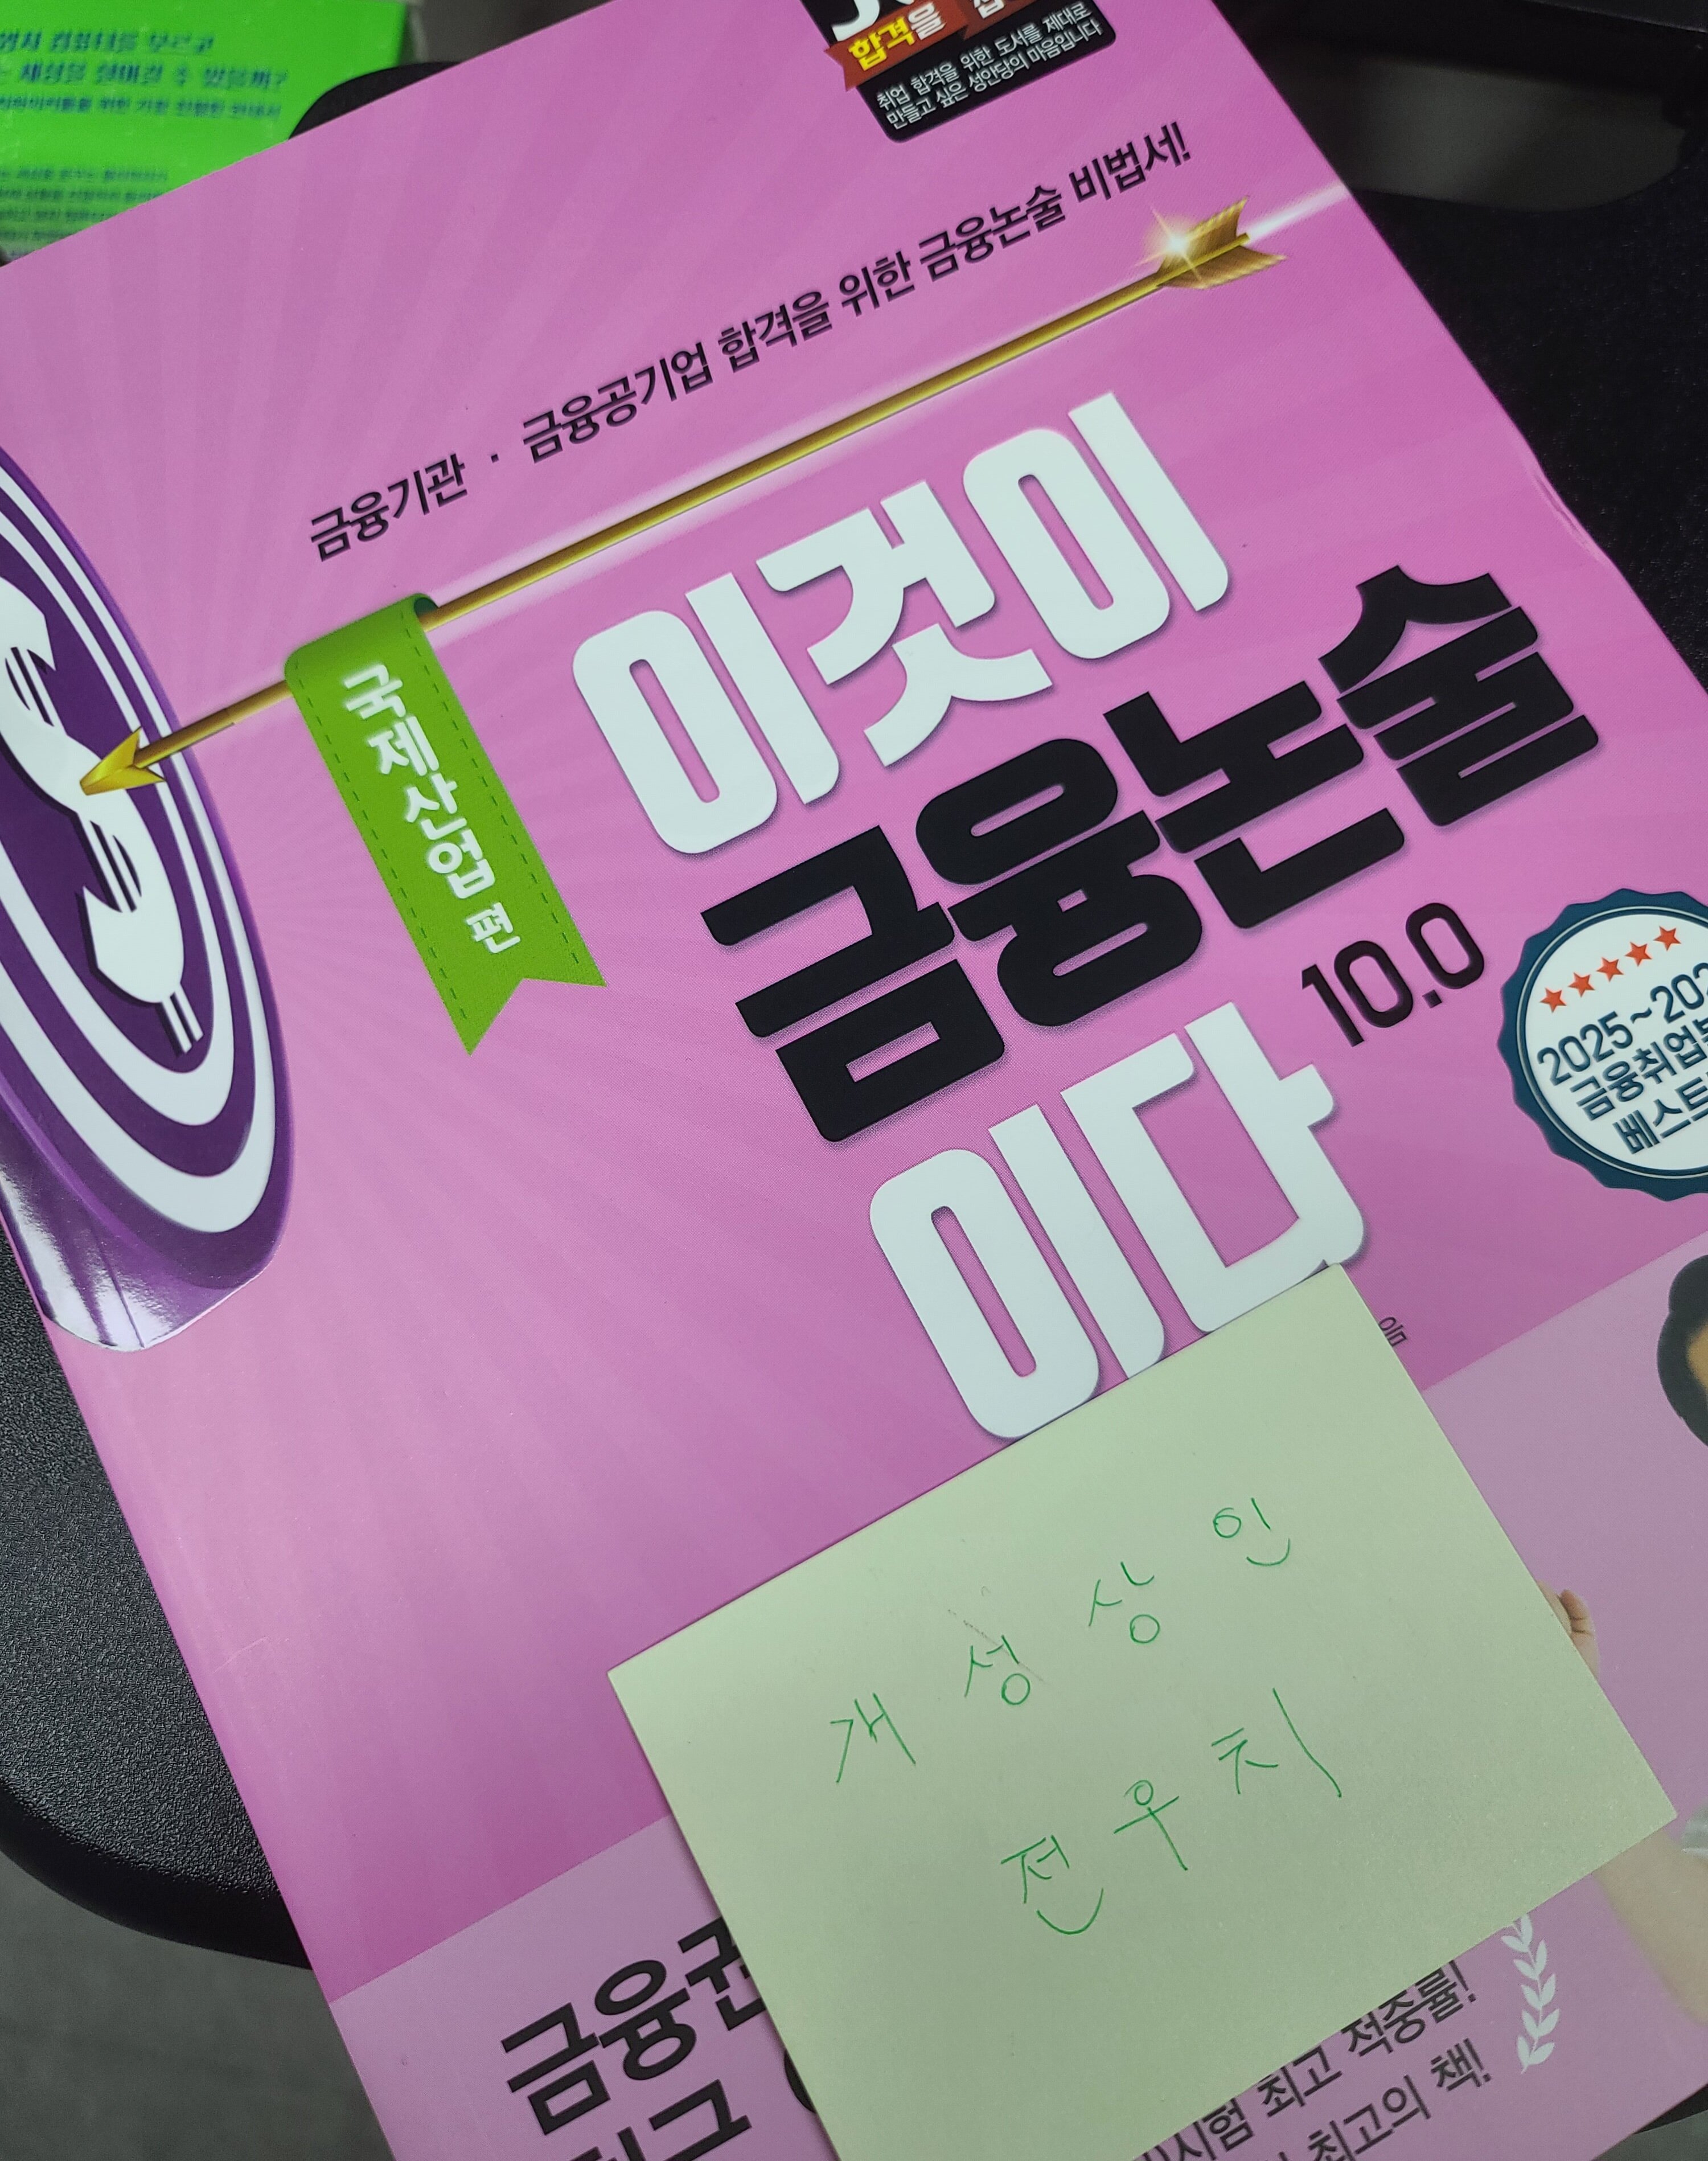 합격을
취업 합격을 위한 도서를 제대로
만들고 싶은 성안당의 마음입니다
금융기관 · 금융공기업 합격을 위한 금융논술 비법서!
국제산업 편
이것이
금융논술
이다
10.0
2025~
금융취업
베스트
개성상인
전우치
최고 적중률!
최고의 책!